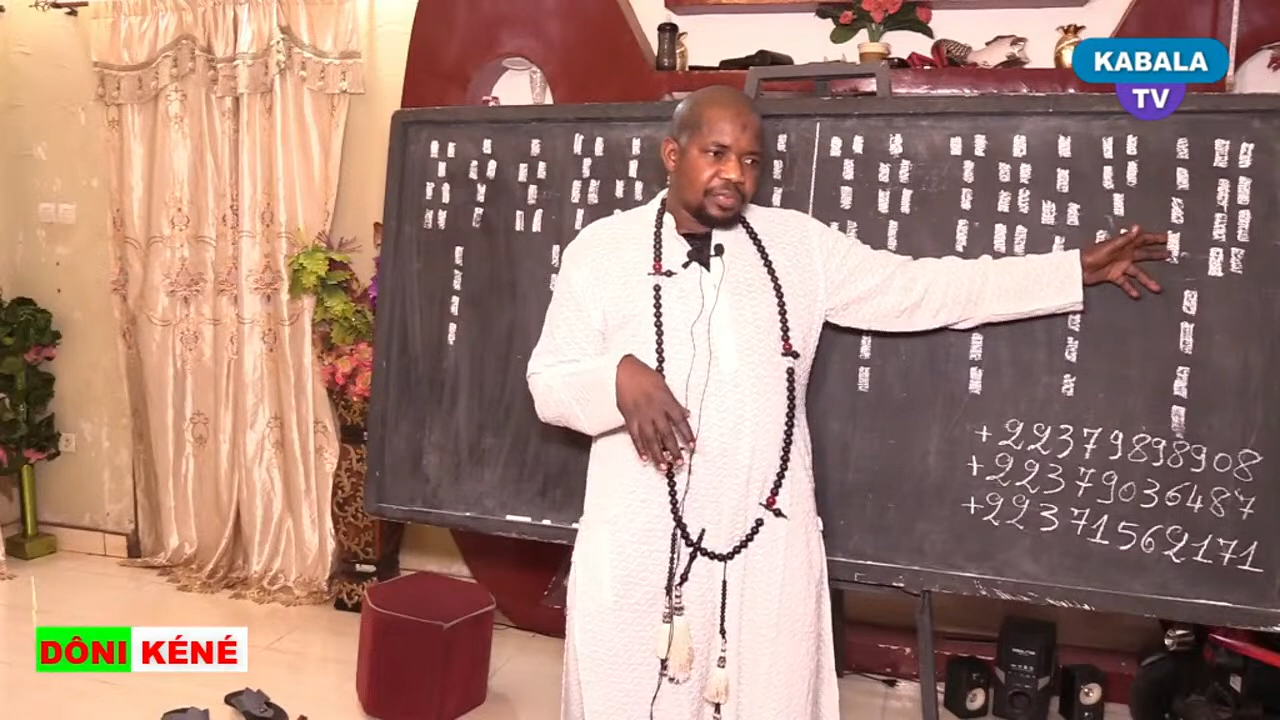 KABALA
TV
+22379898908
+22379036487
+22371562171
DÔNI KÉNÉ